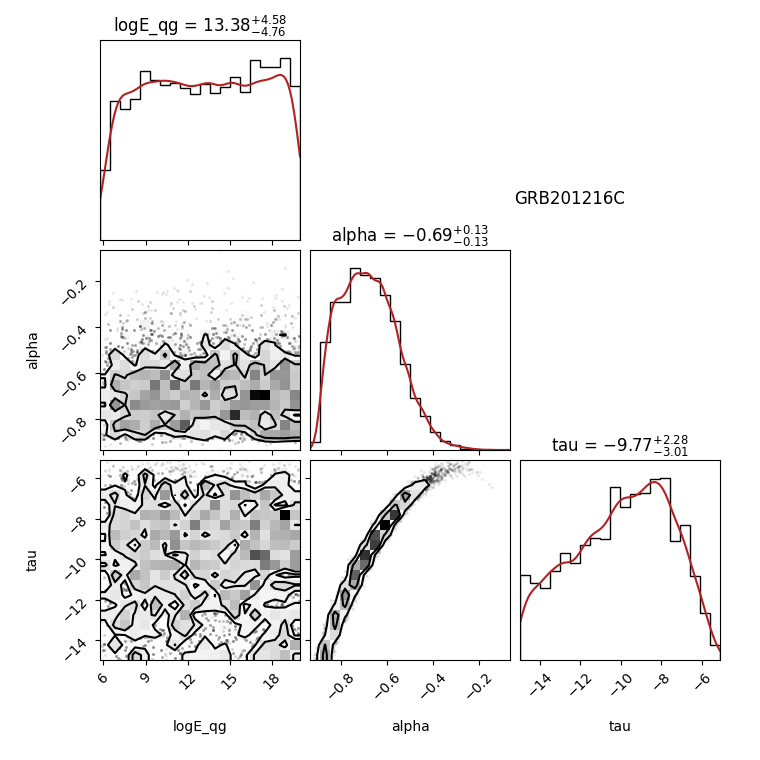 logE_qg = 13.38+4.58 −4.76
GRB201216C
alpha = −0.69+0.13 −0.13
−0.2
−0.4
−0.6
−0.8
alpha
tau = −9.77+2.28 −3.01
−6
−8
−10
−12
−14
tau
6 9 12 15 18
−0.8 −0.6 −0.4 −0.2
−14 −12 −10 −8 −6
logE_qg alpha tau